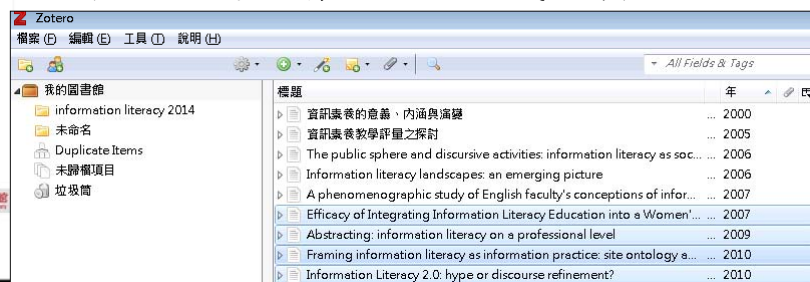 Zotero
檔案(F) 編輯(E) 工具(T) 說明(H)
All Fields & Tags
我的圖書館
information literacy 2014
未命名
Duplicate Items
未歸檔項目
垃圾筒
標題 年
資訊素養的意義、內涵與演變 ... 2000
資訊素養教學評量之探討 ... 2005
The public sphere and discursive activities: information literacy as soc... ... 2006
Information literacy landscapes: an emerging picture ... 2006
A phenomenographic study of English faculty's conceptions of infor... ... 2007
Efficacy of Integrating Information Literacy Education into a Women'... ... 2007
Abstracting: information literacy on a professional level ... 2009
Framing information literacy as information practice: site ontology a... ... 2010
Information Literacy 2.0: hype or discourse refinement? ... 2010